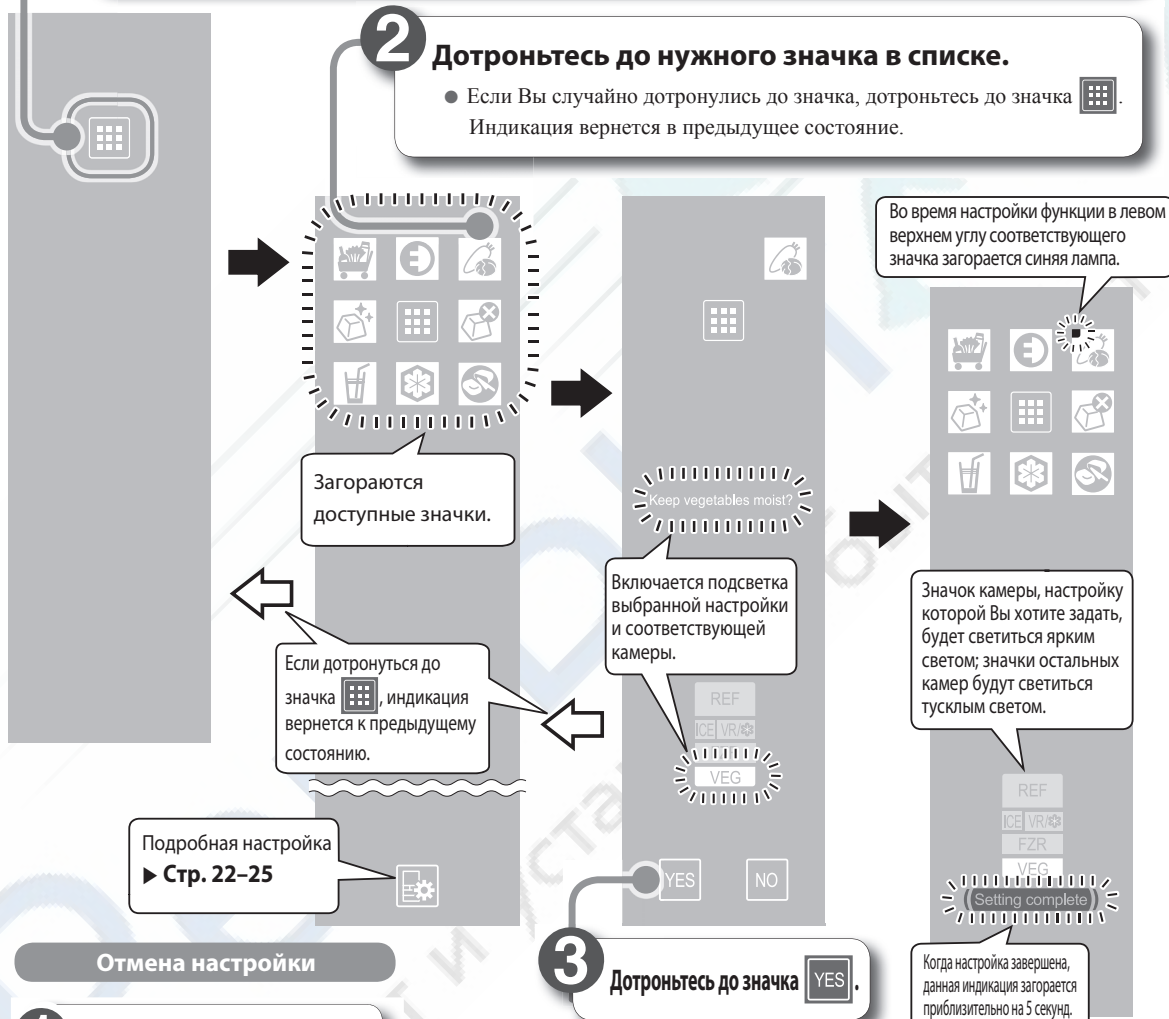 2
Дотроньтесь до нужного значка в списке.
● Если Вы случайно дотронулись до значка, дотроньтесь до значка .
Индикация вернется в предыдущее состояние.
Во время настройки функции в левом
верхнем углу соответствующего
значка загорается синяя лампа.
Загораются
доступные значки.
Keep vegetables moist?
Включается подсветка
выбранной настройки
и соответствующей
камеры.
Значок камеры, настройку
которой Вы хотите задать,
будет светиться ярким
светом; значки остальных
камер будут светиться
тусклым светом.
Если дотронуться до
значка , индикация
вернется к предыдущему
состоянию.
REF
ICE VR/
VEG
REF
ICE VR/
FZR
VEG
Setting complete
Подробная настройка
▶ Стр. 22–25
YES NO
Отмена настройки
3
Дотроньтесь до значка YES .
Когда настройка завершена,
данная индикация загорается
приблизительно на 5 секунд.